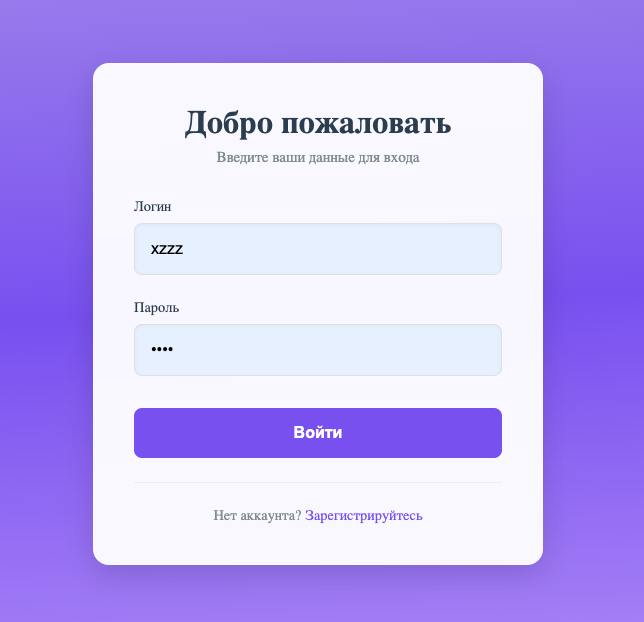 Добро пожаловать
Введите ваши данные для входа
Логин
xzzz
Пароль
••••
Войти
Нет аккаунта? Зарегистрируйтесь